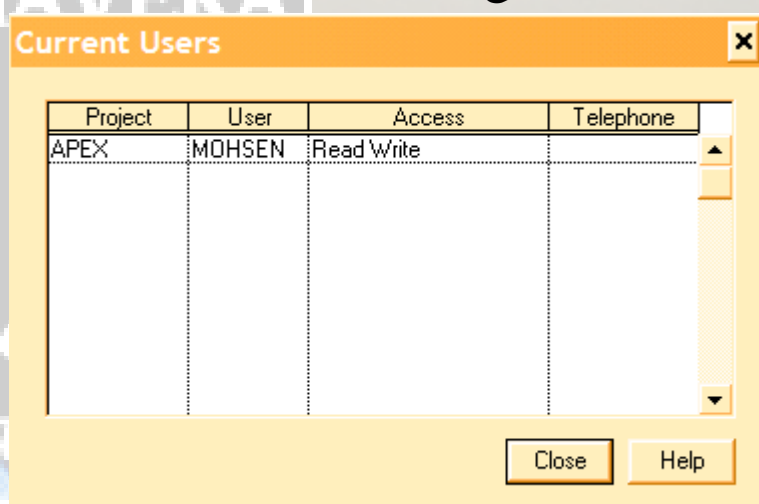 Current Users
Project User Access Telephone
APEX MOHSEN Read Write
Close Help